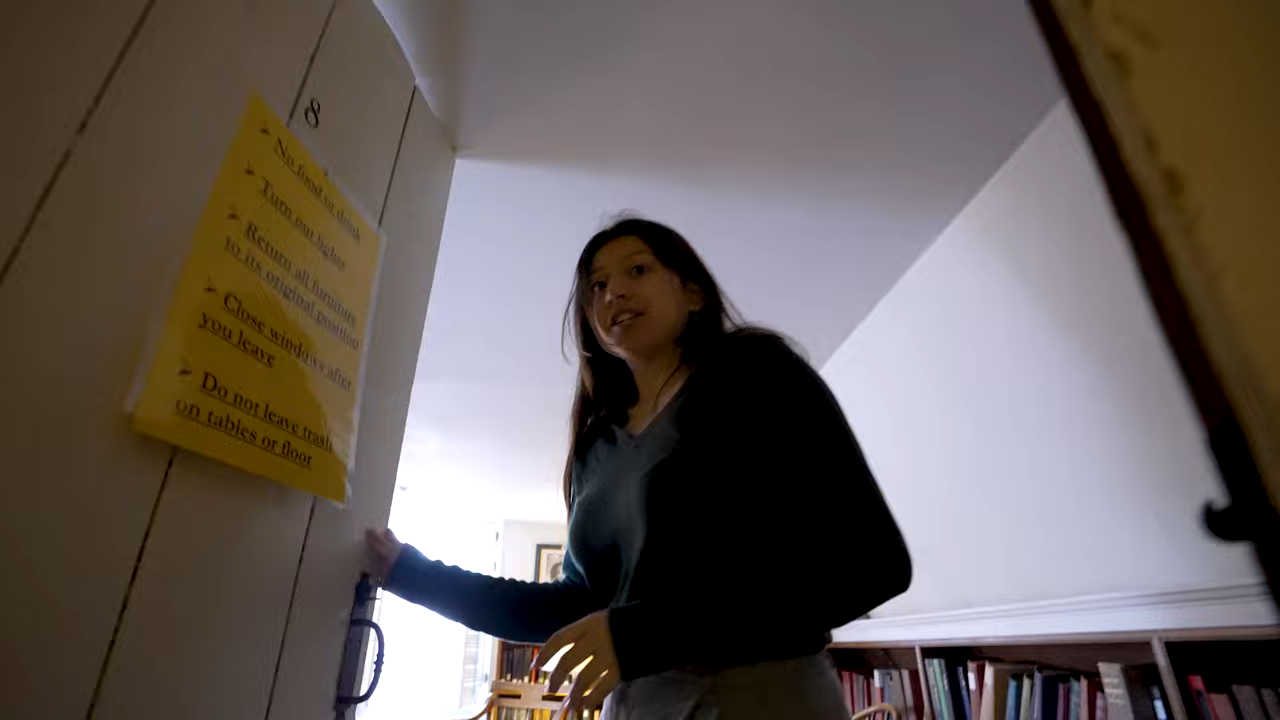 8
➢ No food or drink
➢ Turn out lights
➢ Return all furniture
to its original position
➢ Close windows after
you leave
➢ Do not leave trash
on tables or floor